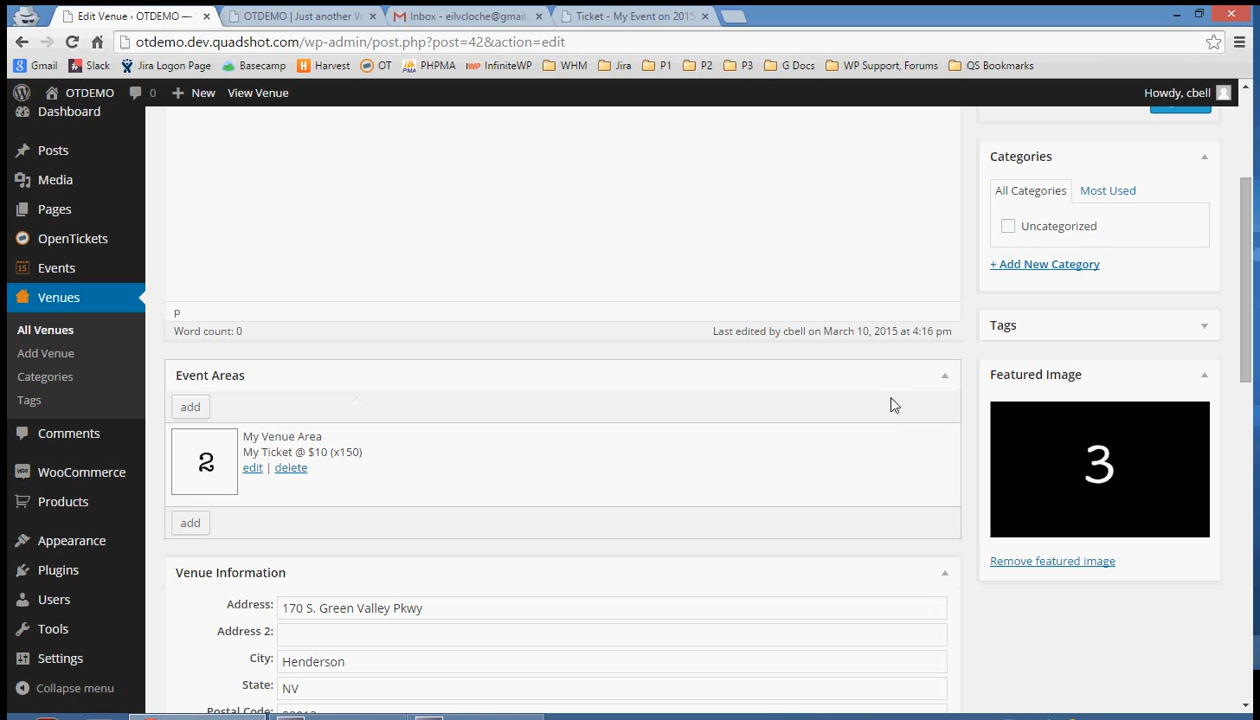 Edit Venue ‹ OTDEMO —
OTDEMO | Just another W
Inbox - eilvcloche@gmail.
Ticket - My Event on 2015
otdemo.dev.quadshot.com/wp-admin/post.php?post=42&action=edit
Gmail
Slack
Jira Logon Page
Basecamp
Harvest
OT
PHPMA
InfiniteWP
WHM
Jira
P1
P2
P3
G Docs
WP Support, Forums
QS Bookmarks
OTDEMO
0
New
View Venue
Howdy, cbell
Dashboard
Posts
Media
Pages
OpenTickets
Events
Venues
All Venues
Add Venue
Categories
Tags
Comments
WooCommerce
Products
Appearance
Plugins
Users
Tools
Settings
Collapse menu
p
Word count: 0
Last edited by cbell on March 10, 2015 at 4:16 pm
Event Areas
add
2
My Venue Area
My Ticket @ $10 (x150)
edit | delete
add
Venue Information
Address: 170 S. Green Valley Pkwy
Address 2:
City: Henderson
State: NV
Postal Code:
Categories
All Categories
Most Used
Uncategorized
+ Add New Category
Tags
Featured Image
3
Remove featured image